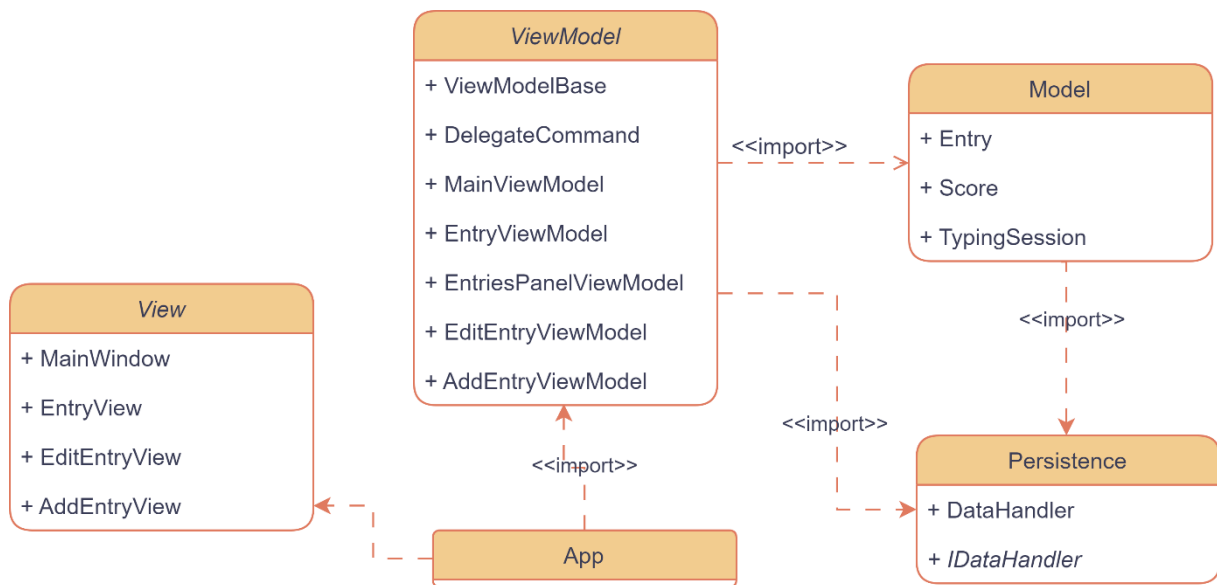 ViewModel
+ ViewModelBase
+ DelegateCommand
+ MainViewModel
+ EntryViewModel
+ EntriesPanelViewModel
+ EditEntryViewModel
+ AddEntryViewModel
<<import>>
Model
+ Entry
+ Score
+ TypingSession
<<import>>
View
+ MainWindow
+ EntryView
+ EditEntryView
+ AddEntryView
<<import>>
<<import>>
App
Persistence
+ DataHandler
+ IDataHandler